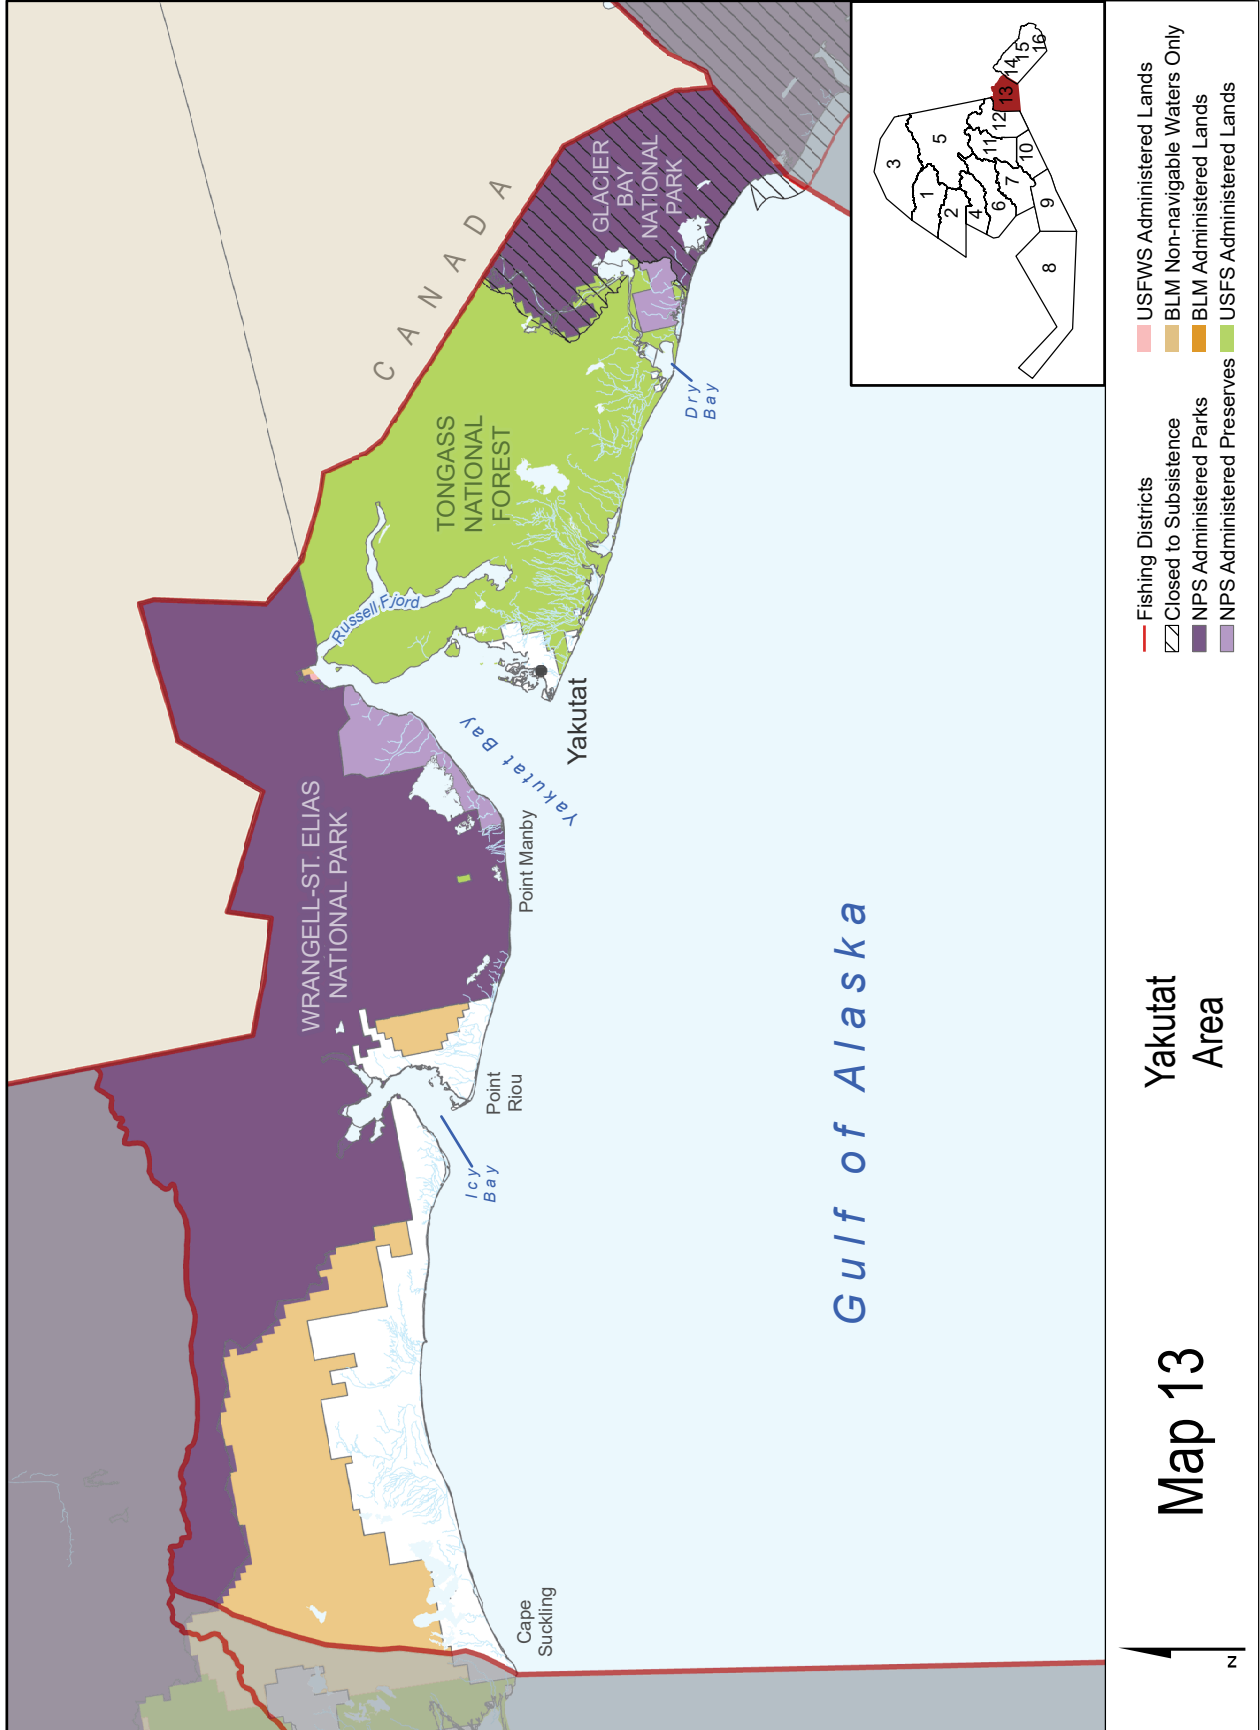 CANADA
WRANGELL-ST. ELIAS
NATIONAL PARK
Russell Fjord
TONGASS
NATIONAL
FOREST
GLACIER
BAY
NATIONAL
PARK
Yakutat Bay
Yakutat
Dry
Bay
Point Manby
Point
Riou
Icy
Bay
Cape
Suckling
Gulf of Alaska
1
2
3
4
5
6
7
8
9
10
11
12
13
14
15
16
N
Map 13
Yakutat
Area
Fishing Districts
Closed to Subsistence
NPS Administered Parks
NPS Administered Preserves
USFWS Administered Lands
BLM Non-navigable Waters Only
BLM Administered Lands
USFS Administered Lands